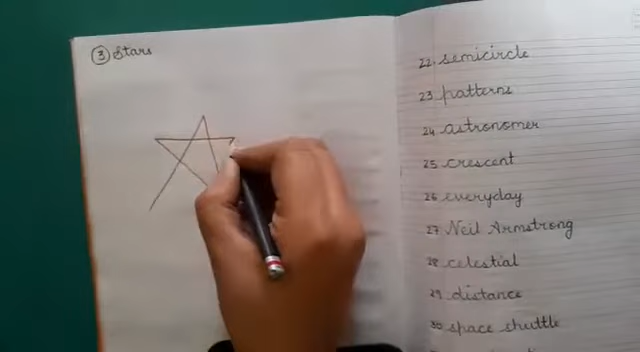 3 Stars
22. semicircle
23 patterns
24 astronomer
25 crescent
26 everyday
27 Neil Armstrong
28 celestial
29 distance
30 space shuttle